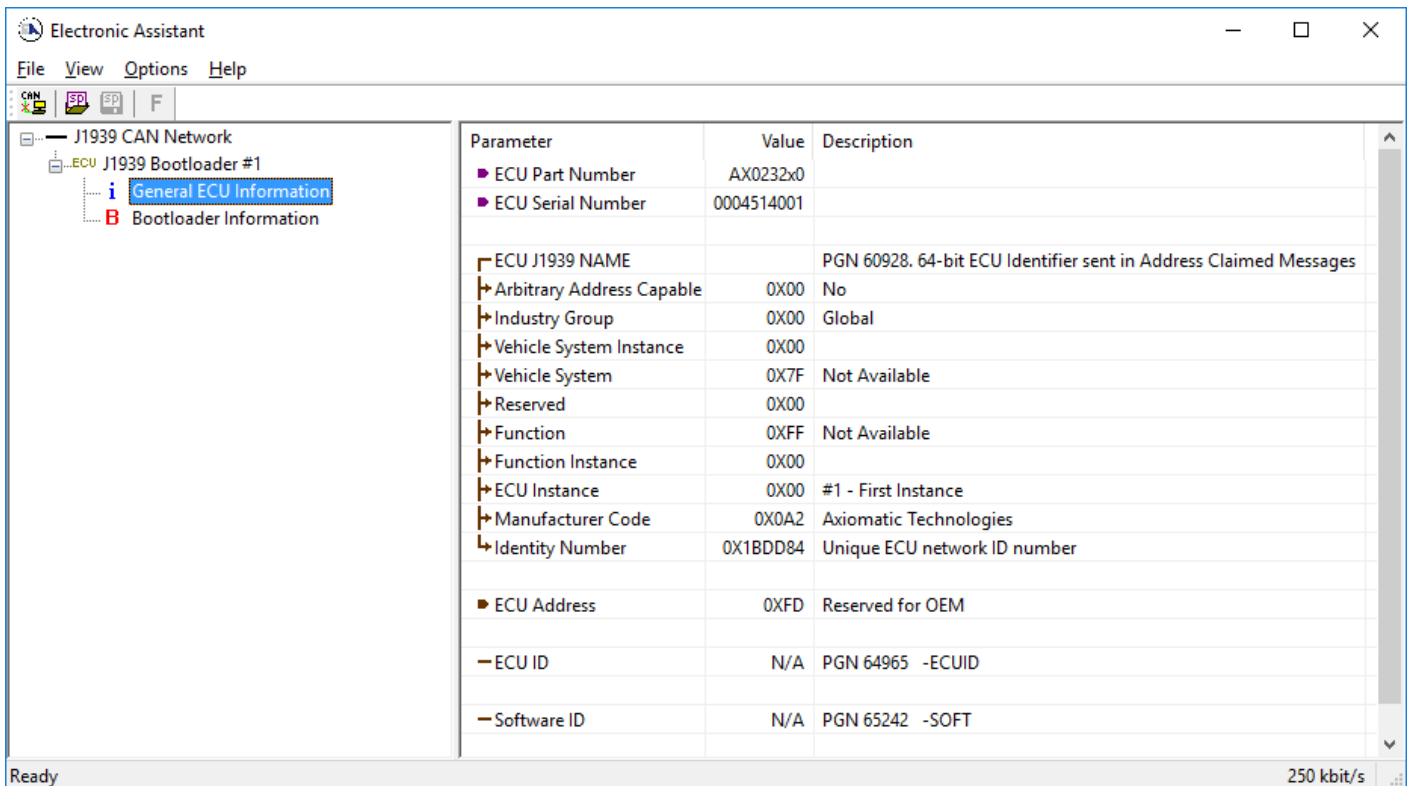 Electronic Assistant
File View Options Help
CAN SP SP F
J1939 CAN Network
ECU J1939 Bootloader #1
i General ECU Information
B Bootloader Information
Parameter Value Description
ECU Part Number AX0232x0
ECU Serial Number 0004514001
ECU J1939 NAME PGN 60928. 64-bit ECU Identifier sent in Address Claimed Messages
Arbitrary Address Capable 0X00 No
Industry Group 0X00 Global
Vehicle System Instance 0X00
Vehicle System 0X7F Not Available
Reserved 0X00
Function 0XFF Not Available
Function Instance 0X00
ECU Instance 0X00 #1 - First Instance
Manufacturer Code 0X0A2 Axiomatic Technologies
Identity Number 0X1BDD84 Unique ECU network ID number
ECU Address 0XFD Reserved for OEM
ECU ID N/A PGN 64965 -ECUID
Software ID N/A PGN 65242 -SOFT
Ready 250 kbit/s